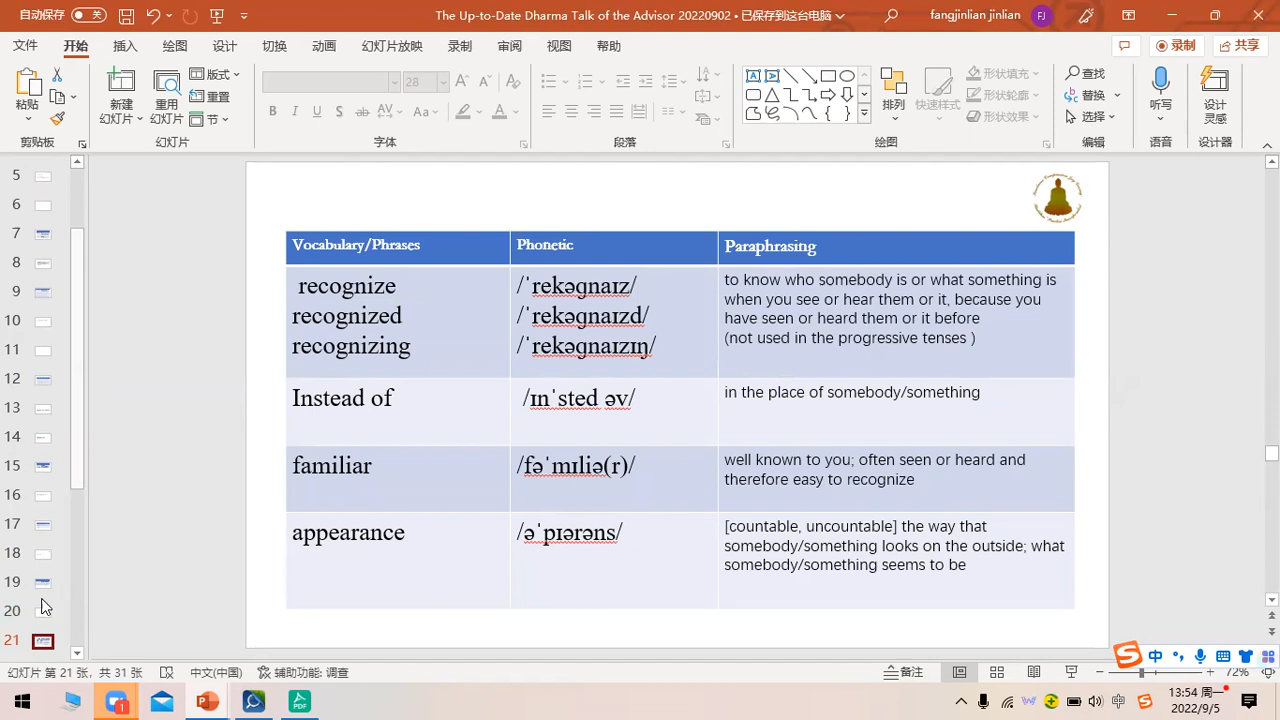 自动保存 关 The Up-to-Date Dharma Talk of the Advisor 20220902 • 已保存到这台电脑 fangjinlian jinlian FJ
文件 开始 插入 绘图 设计 切换 动画 幻灯片放映 录制 审阅 视图 帮助 录制 共享
粘贴 新建 幻灯片 重用 幻灯片 版式 重置 节 28 B I U S ab AV Aa A 排列 快速样式 形状填充 形状轮廓 形状效果 查找 替换 选择 听写 设计 灵感
剪贴板 幻灯片 字体 段落 绘图 编辑 语音 设计器
5
6
7
8
9
10
11
12
13
14
15
16
17
18
19
20
21
Vocabulary/Phrases Phonetic Paraphrasing
recognize /ˈrekəɡnaɪz/ to know who somebody is or what something is
recognized /ˈrekəɡnaɪzd/ when you see or hear them or it, because you
have seen or heard them or it before
recognizing /ˈrekəɡnaɪzɪŋ/ (not used in the progressive tenses )
Instead of /ɪnˈsted əv/ in the place of somebody/something
familiar /fəˈmɪliə(r)/ well known to you; often seen or heard and
therefore easy to recognize
appearance /əˈpɪərəns/ [countable, uncountable] the way that
somebody/something looks on the outside; what
somebody/something seems to be
幻灯片 第 21 张，共 31 张 中文(中国) 辅助功能: 调查 备注 72%
中
1 中 13:54 周一
2022/9/5